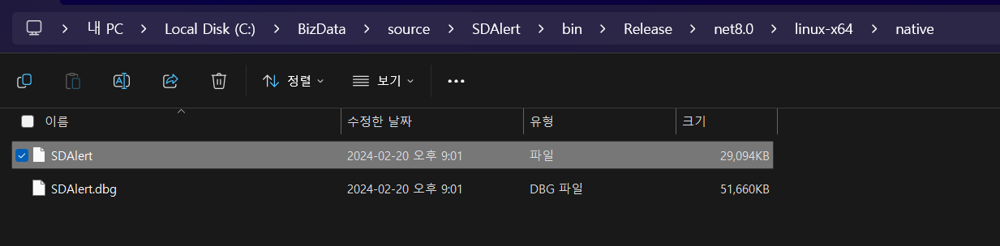 내 PC > Local Disk (C:) > BizData > source > SDAlert > bin > Release > net8.0 > linux-x64 > native
정렬 보기
이름 수정한 날짜 유형 크기
SDAlert 2024-02-20 오후 9:01 파일 29,094KB
SDAlert.dbg 2024-02-20 오후 9:01 DBG 파일 51,660KB